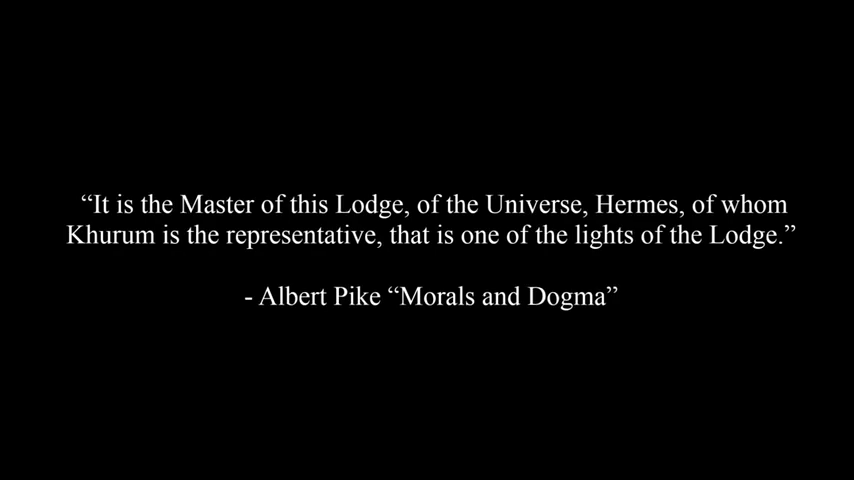 “It is the Master of this Lodge, of the Universe, Hermes, of whom
Khurum is the representative, that is one of the lights of the Lodge.”
- Albert Pike “Morals and Dogma”